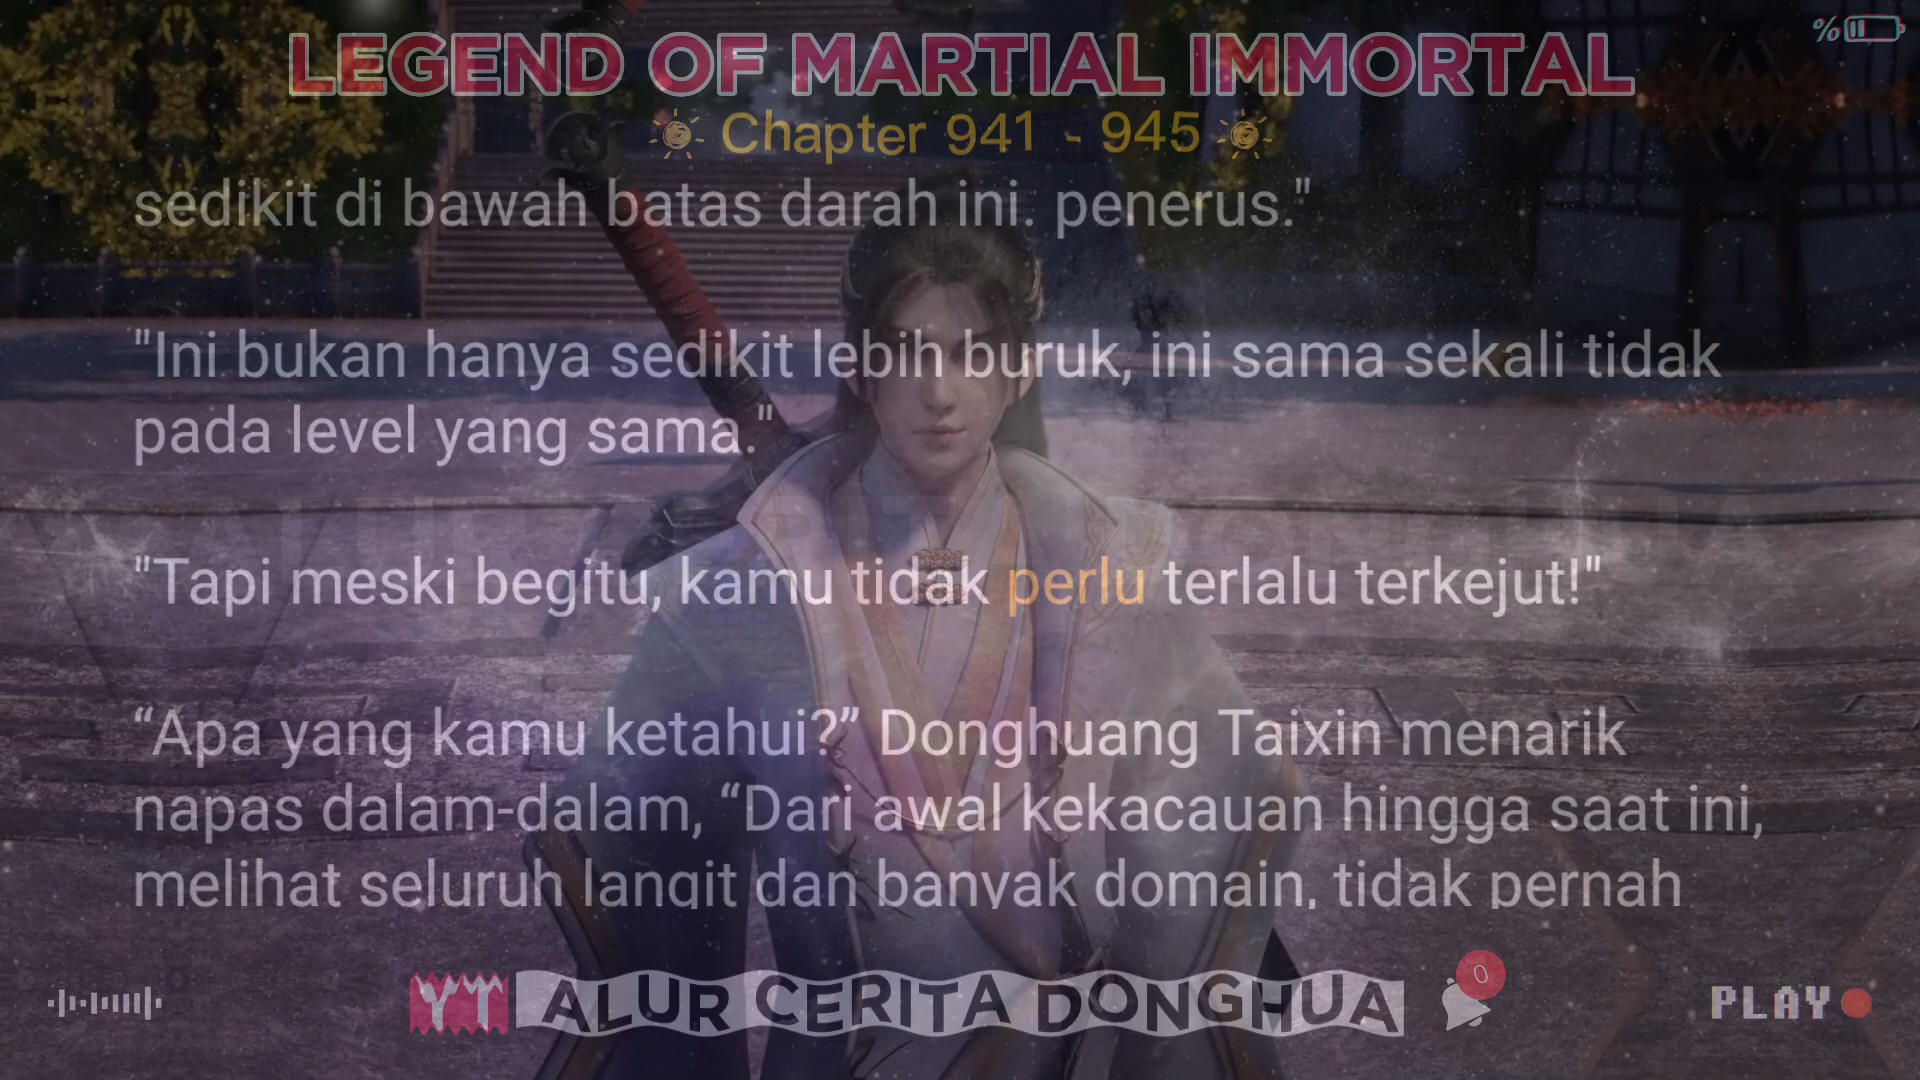 %
LEGEND OF MARTIAL IMMORTAL
Chapter 941 - 945
sedikit di bawah batas darah ini. penerus."
"Ini bukan hanya sedikit lebih buruk, ini sama sekali tidak
pada level yang sama."
"Tapi meski begitu, kamu tidak perlu terlalu terkejut!"
“Apa yang kamu ketahui?” Donghuang Taixin menarik
napas dalam-dalam, “Dari awal kekacauan hingga saat ini,
melihat seluruh langit dan banyak domain, tidak pernah
YT ALUR CERITA DONGHUA 0
PLAY